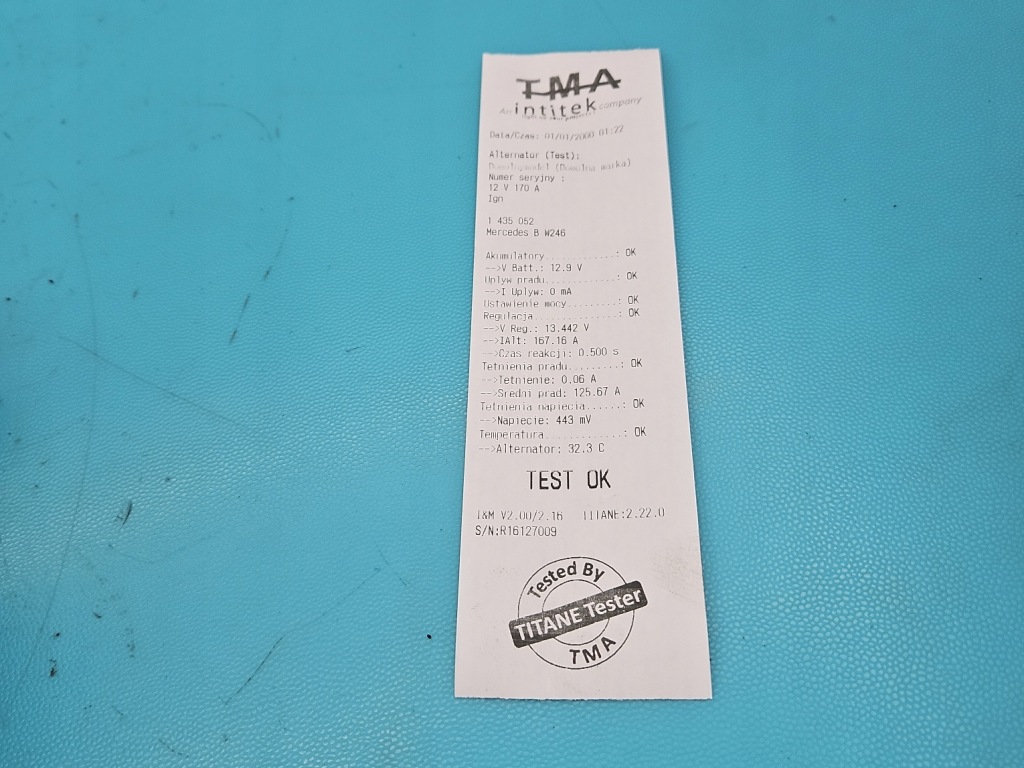 TMA
An intitek company
Data/Czas: 01/01/2000 01:22
Alternatur (Test):
(Domolna marka)
Numer seryjny :
12 V 170 A
Ign
1 435 052
Mercedes B W246
Akumulatory............: OK
-->V Batt.: 12.9 V
Uplyw pradu............: OK
-->I Uplyw: 0 mA
Ustawienie mocy.........: OK
Regulacja..............: OK
-->V Reg.: 13.442 V
-->IAlt: 167.16 A
-->Czas reakcji: 0.500 s
Tetnienia pradu.........: OK
-->Tetnienie: 0.06 A
-->Sredni prad: 125.67 A
Tetnienia napiecia......: OK
-->Napiecie: 443 mV
Temperatura.............: OK
-->Alternator: 32.3 C
TEST OK
I&M V2.00/2.16 TITANE:2.22.0
S/N:R16127009
Tested By
TITANE Tester
TMA